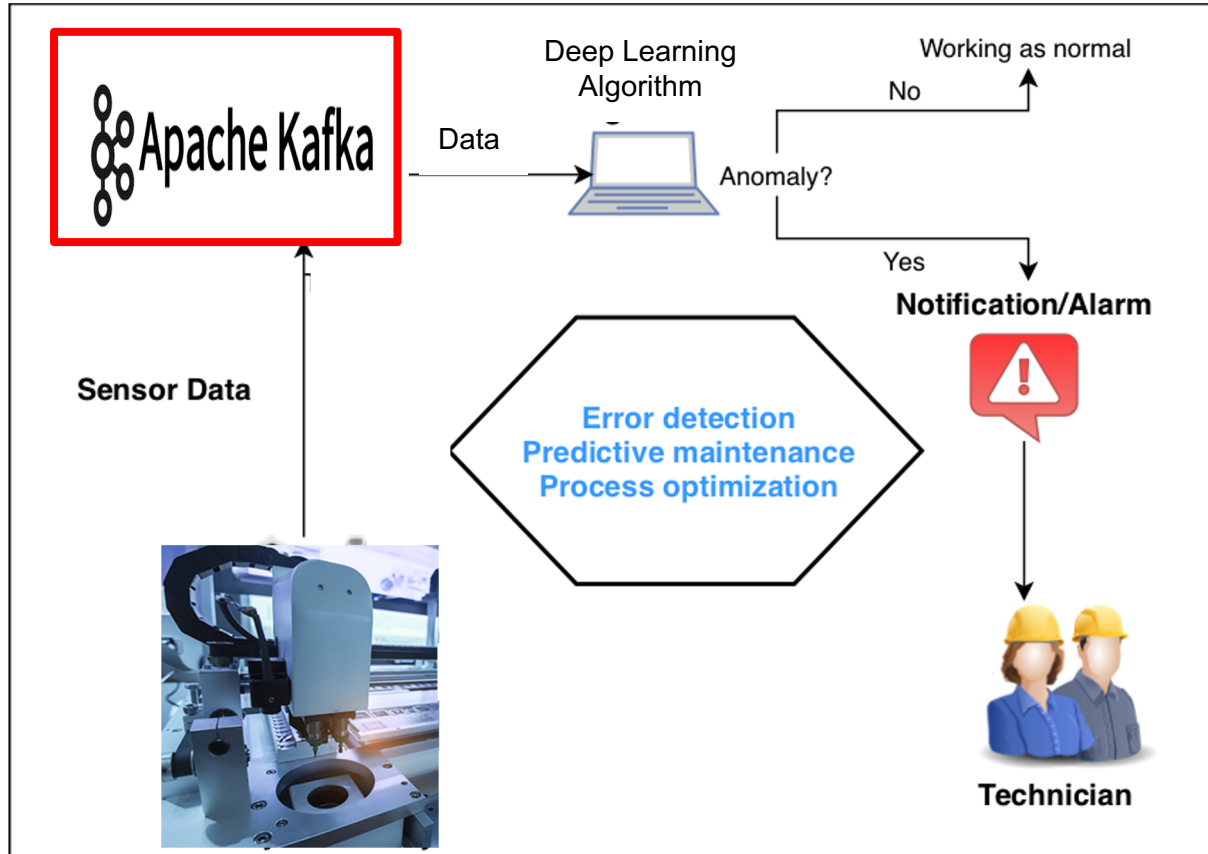 Apache Kafka
Data
Deep Learning
Algorithm
Working as normal
No
Anomaly?
Yes
Notification/Alarm
Sensor Data
Error detection
Predictive maintenance
Process optimization
Technician